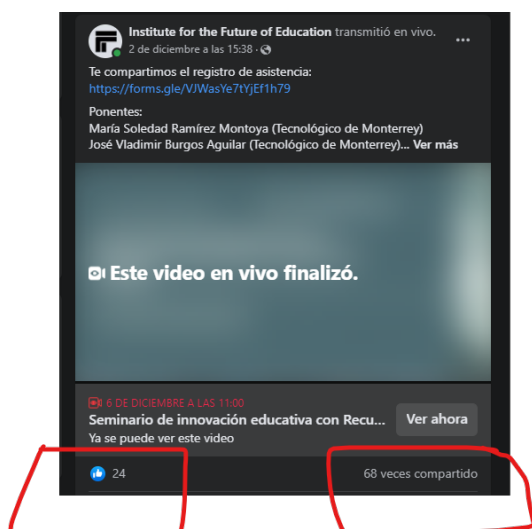 Institute for the Future of Education transmitió en vivo.
2 de diciembre a las 15:38 ·
Te compartimos el registro de asistencia:
https://forms.gle/VJWasYe7tYjEf1h79
Ponentes:
María Soledad Ramírez Montoya (Tecnológico de Monterrey)
José Vladimir Burgos Aguilar (Tecnológico de Monterrey)... Ver más
Este video en vivo finalizó.
6 DE DICIEMBRE A LAS 11:00
Seminario de innovación educativa con Recu...
Ver ahora
Ya se puede ver este video
24
68 veces compartido